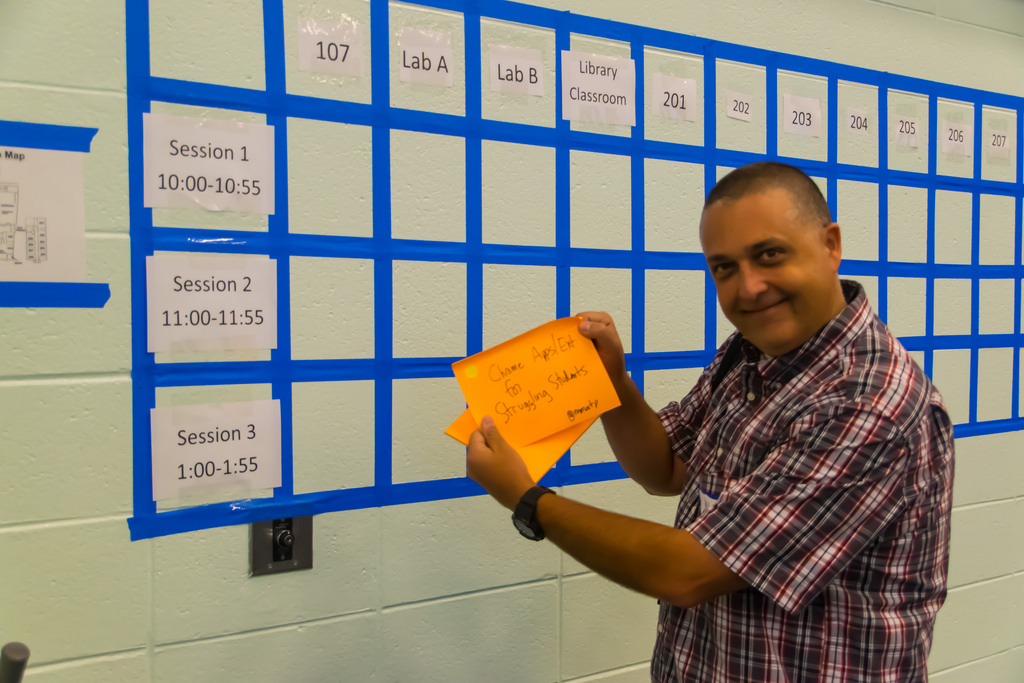 107
Lab A
Lab B
Library
Classroom
201
202
203
204
205
206
207
Map
Session 1
10:00-10:55
Session 2
11:00-11:55
Session 3
1:00-1:55
Chrome Apps/Ext
for
Struggling Students